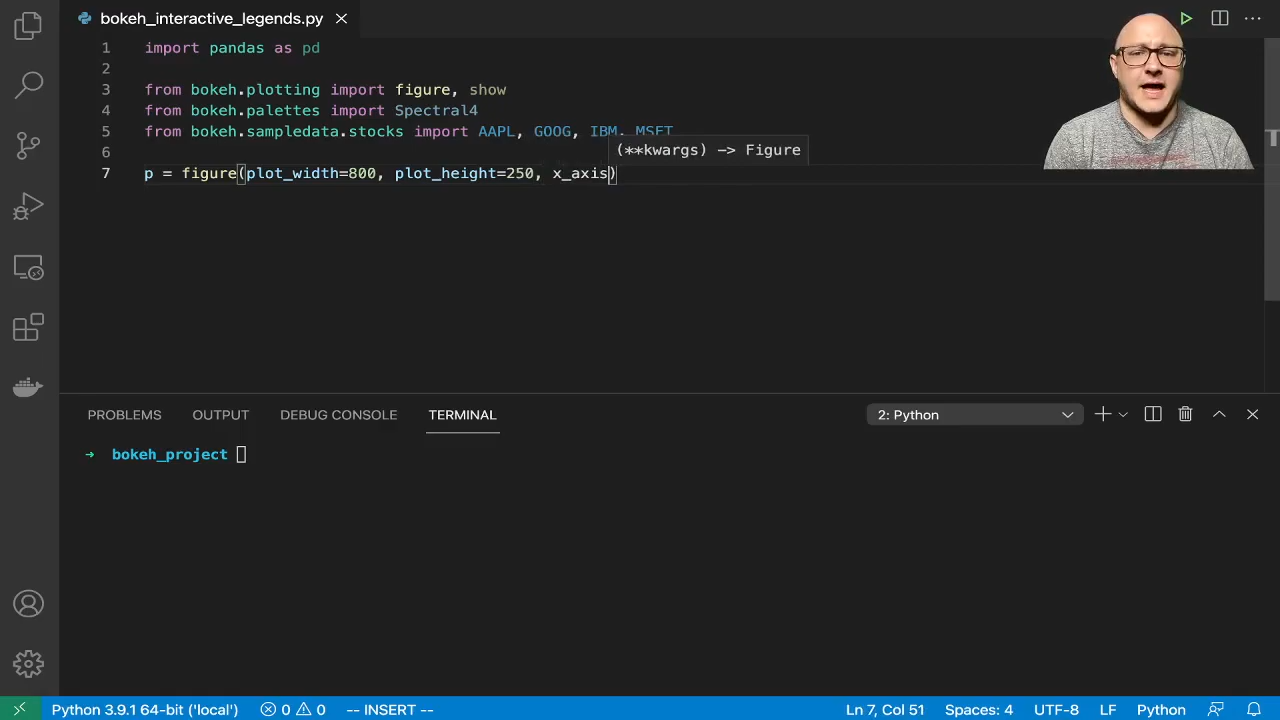 bokeh_interactive_legends.py
1 import pandas as pd
2
3 from bokeh.plotting import figure, show
4 from bokeh.palettes import Spectral4
5 from bokeh.sampledata.stocks import AAPL, GOOG, IBM, MSFT
6
(**kwargs) -> Figure
7 p = figure(plot_width=800, plot_height=250, x_axis)
PROBLEMS OUTPUT DEBUG CONSOLE TERMINAL 2: Python
→ bokeh_project
Python 3.9.1 64-bit ('local') 0 0 -- INSERT -- Ln 7, Col 51 Spaces: 4 UTF-8 LF Python